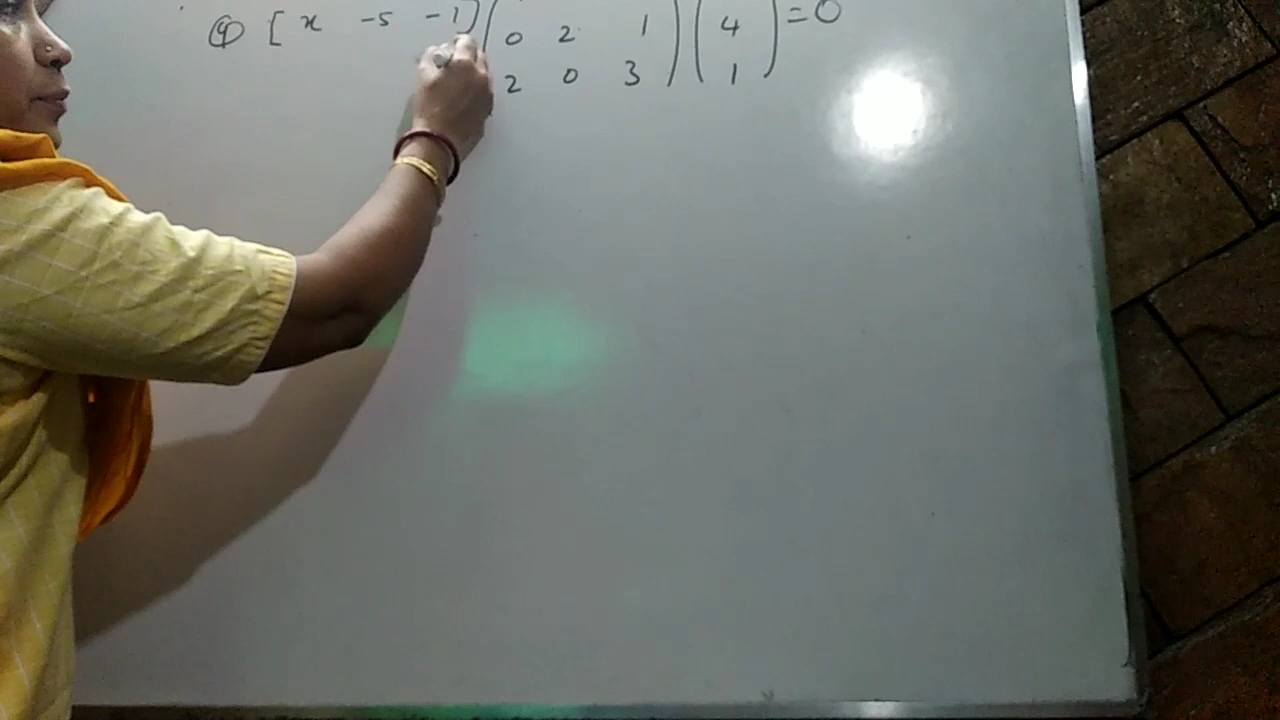 ④ [ x -5 -1 ] ( 0 2 1 ) ( 4 ) = 0
2 0 3 1